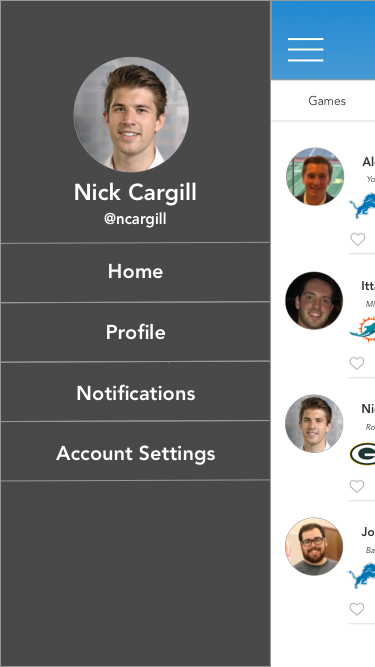 Nick Cargill
@ncargill
Home
Profile
Notifications
Account Settings
Games
Al
Yo
Itt
MI
Ni
Ro
Jo
Ba